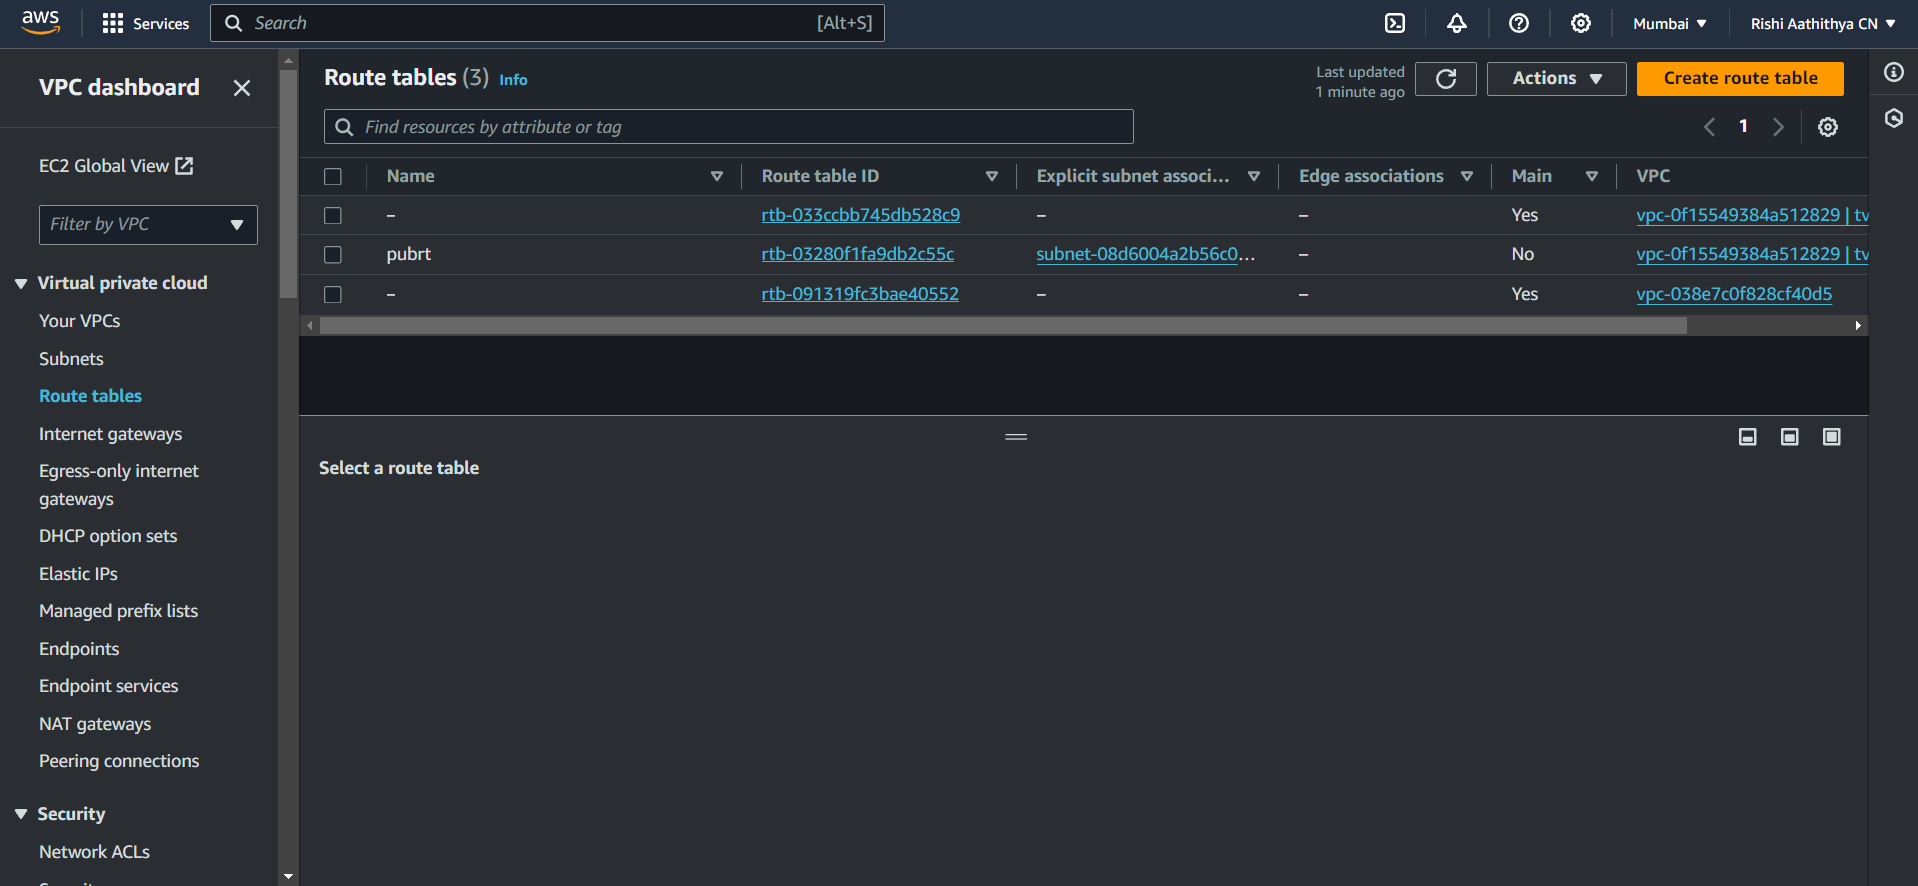 aws
Services
Search
[Alt+S]
Mumbai
Rishi Aathithya CN
VPC dashboard
EC2 Global View
Filter by VPC
Virtual private cloud
Your VPCs
Subnets
Route tables
Internet gateways
Egress-only internet
gateways
DHCP option sets
Elastic IPs
Managed prefix lists
Endpoints
Endpoint services
NAT gateways
Peering connections
Security
Network ACLs
Route tables (3) Info
Last updated
1 minute ago
Actions
Create route table
Find resources by attribute or tag
1
Name Route table ID Explicit subnet associ... Edge associations Main VPC
– rtb-033ccbb745db528c9 – – Yes vpc-0f15549384a512829 | tv
pubrt rtb-03280f1fa9db2c55c subnet-08d6004a2b56c0... – No vpc-0f15549384a512829 | tv
– rtb-091319fc3bae40552 – – Yes vpc-038e7c0f828cf40d5
Select a route table